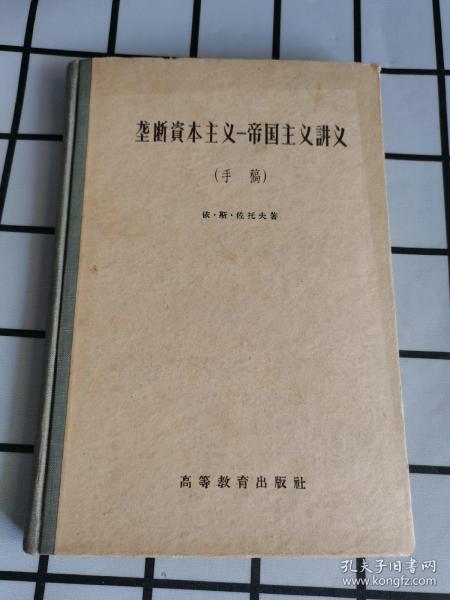 垄断資本主义—帝国主义講义
(手 稿)
依·斯·佐托夫著
高等教育出版社
孔夫子旧书网
www.kongfz.com